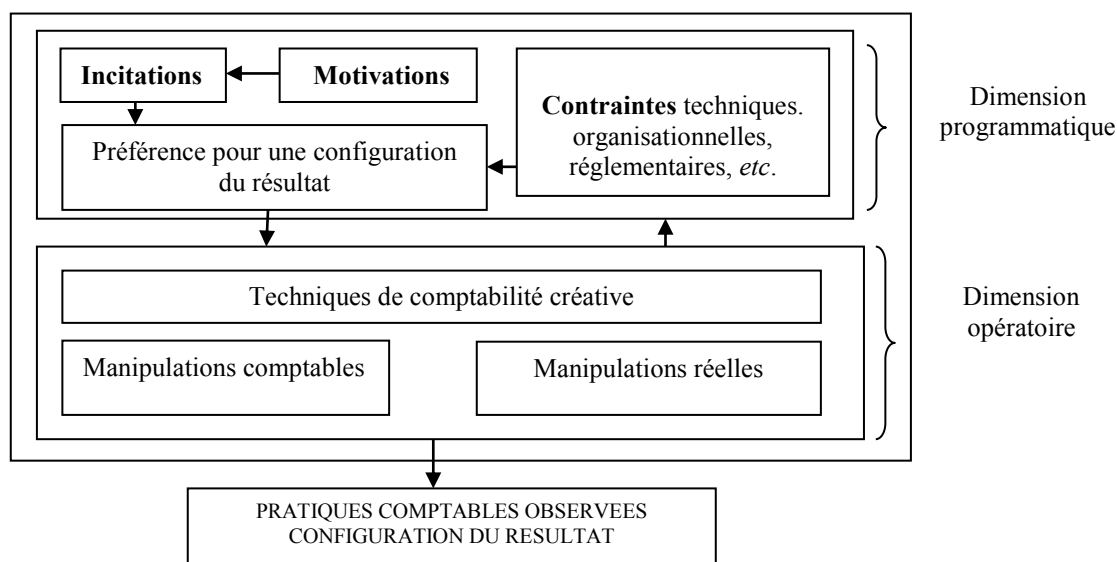 Incitations
Motivations
Contraintes techniques.
organisationnelles,
réglementaires, etc.
Préférence pour une configuration
du résultat
Dimension
programmatique
Techniques de comptabilité créative
Manipulations comptables
Manipulations réelles
Dimension
opératoire
PRATIQUES COMPTABLES OBSERVEES
CONFIGURATION DU RESULTAT